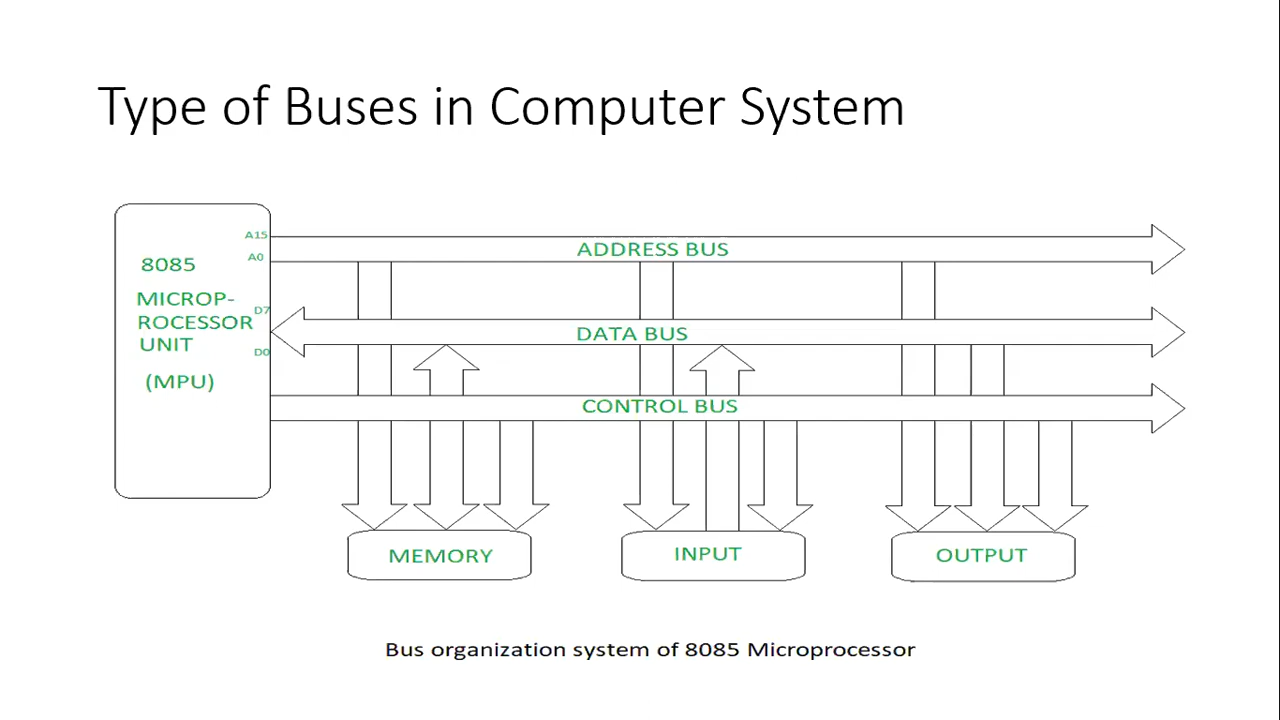 Type of Buses in Computer System
A15
A0
8085
MICROP-
ROCESSOR
UNIT
(MPU)
D7
D0
ADDRESS BUS
DATA BUS
CONTROL BUS
MEMORY
INPUT
OUTPUT
Bus organization system of 8085 Microprocessor